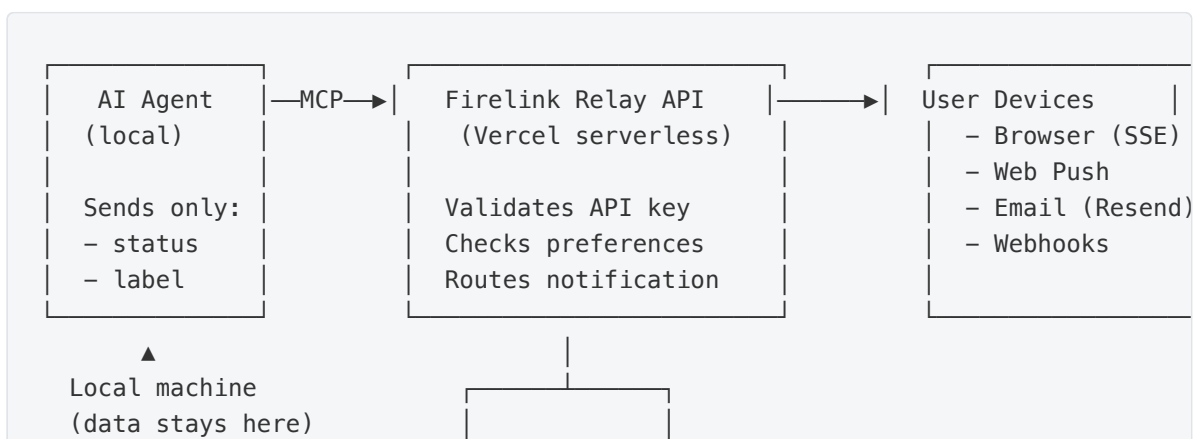 AI Agent —MCP—▶ Firelink Relay API ———▶ User Devices
(local) (Vercel serverless) – Browser (SSE)
– Web Push
Sends only: Validates API key – Email (Resend)
– status Checks preferences – Webhooks
– label Routes notification
▲
Local machine
(data stays here)